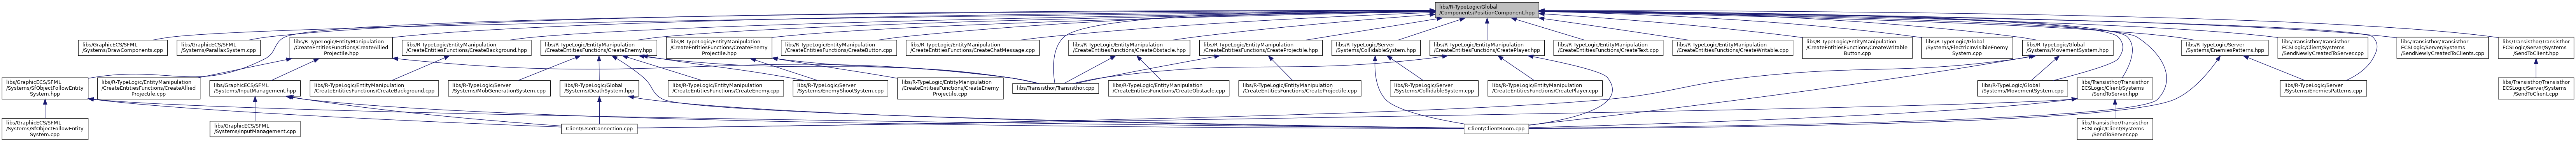 libs/R-TypeLogic/Global
/Components/PositionComponent.hpp
libs/GraphicECS/SFML
/Systems/DrawComponents.cpp
libs/GraphicECS/SFML
/Systems/ParallaxSystem.cpp
libs/R-TypeLogic/EntityManipulation
/CreateEntitiesFunctions/CreateAllied
Projectile.hpp
libs/R-TypeLogic/EntityManipulation
/CreateEntitiesFunctions/CreateBackground.hpp
libs/R-TypeLogic/EntityManipulation
/CreateEntitiesFunctions/CreateEnemy.hpp
libs/R-TypeLogic/EntityManipulation
/CreateEntitiesFunctions/CreateEnemy
Projectile.hpp
libs/R-TypeLogic/EntityManipulation
/CreateEntitiesFunctions/CreateButton.cpp
libs/R-TypeLogic/EntityManipulation
/CreateEntitiesFunctions/CreateChatMessage.cpp
libs/R-TypeLogic/EntityManipulation
/CreateEntitiesFunctions/CreateObstacle.hpp
libs/R-TypeLogic/EntityManipulation
/CreateEntitiesFunctions/CreateProjectile.hpp
libs/R-TypeLogic/Server
/Systems/CollidableSystem.hpp
libs/R-TypeLogic/EntityManipulation
/CreateEntitiesFunctions/CreatePlayer.hpp
libs/R-TypeLogic/EntityManipulation
/CreateEntitiesFunctions/CreateText.cpp
libs/R-TypeLogic/EntityManipulation
/CreateEntitiesFunctions/CreateWritable.cpp
libs/R-TypeLogic/EntityManipulation
/CreateEntitiesFunctions/CreateWritable
Button.cpp
libs/R-TypeLogic/Global
/Systems/ElectricInvisibleEnemy
System.cpp
libs/R-TypeLogic/Global
/Systems/MovementSystem.hpp
libs/R-TypeLogic/Server
/Systems/EnemiesPatterns.hpp
libs/Transisthor/Transisthor
ECSLogic/Client/Systems
/SendNewlyCreatedToServer.cpp
libs/Transisthor/Transisthor
ECSLogic/Server/Systems
/SendNewlyCreatedToClients.cpp
libs/Transisthor/Transisthor
ECSLogic/Server/Systems
/SendToClient.hpp
libs/GraphicECS/SFML
/Systems/SfObjectFollowEntity
System.hpp
libs/R-TypeLogic/EntityManipulation
/CreateEntitiesFunctions/CreateAllied
Projectile.cpp
libs/GraphicECS/SFML
/Systems/InputManagement.hpp
libs/R-TypeLogic/EntityManipulation
/CreateEntitiesFunctions/CreateBackground.cpp
libs/R-TypeLogic/Server
/Systems/MobGenerationSystem.cpp
libs/R-TypeLogic/Global
/Systems/DeathSystem.hpp
libs/R-TypeLogic/EntityManipulation
/CreateEntitiesFunctions/CreateEnemy.cpp
libs/R-TypeLogic/Server
/Systems/EnemyShootSystem.cpp
libs/R-TypeLogic/EntityManipulation
/CreateEntitiesFunctions/CreateEnemy
Projectile.cpp
libs/Transisthor/Transisthor.cpp
libs/R-TypeLogic/EntityManipulation
/CreateEntitiesFunctions/CreateObstacle.cpp
libs/R-TypeLogic/EntityManipulation
/CreateEntitiesFunctions/CreateProjectile.cpp
libs/R-TypeLogic/Server
/Systems/CollidableSystem.cpp
libs/R-TypeLogic/EntityManipulation
/CreateEntitiesFunctions/CreatePlayer.cpp
libs/R-TypeLogic/Global
/Systems/MovementSystem.cpp
libs/Transisthor/Transisthor
ECSLogic/Client/Systems
/SendToServer.hpp
libs/R-TypeLogic/Server
/Systems/EnemiesPatterns.cpp
libs/Transisthor/Transisthor
ECSLogic/Server/Systems
/SendToClient.cpp
libs/GraphicECS/SFML
/Systems/SfObjectFollowEntity
System.cpp
libs/GraphicECS/SFML
/Systems/InputManagement.cpp
Client/UserConnection.cpp
Client/ClientRoom.cpp
libs/Transisthor/Transisthor
ECSLogic/Client/Systems
/SendToServer.cpp